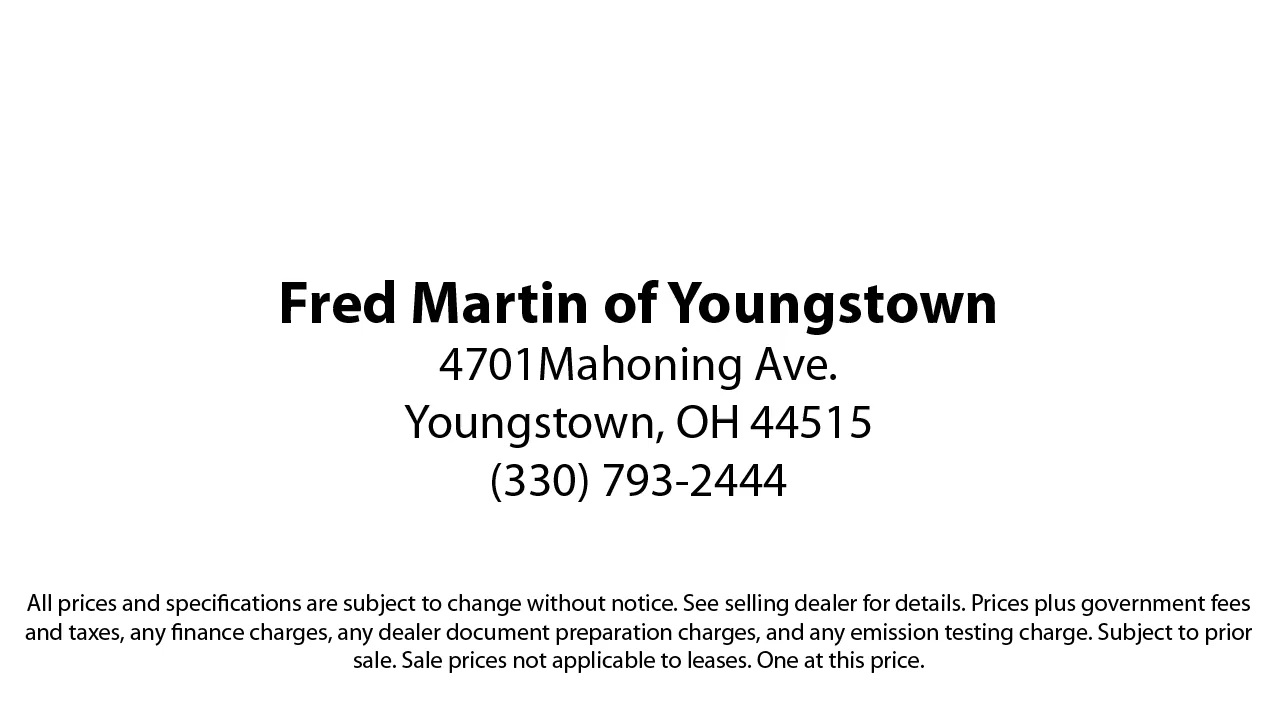 Fred Martin of Youngstown
4701Mahoning Ave.
Youngstown, OH 44515
(330) 793-2444
All prices and specifications are subject to change without notice. See selling dealer for details. Prices plus government fees
and taxes, any finance charges, any dealer document preparation charges, and any emission testing charge. Subject to prior
sale. Sale prices not applicable to leases. One at this price.